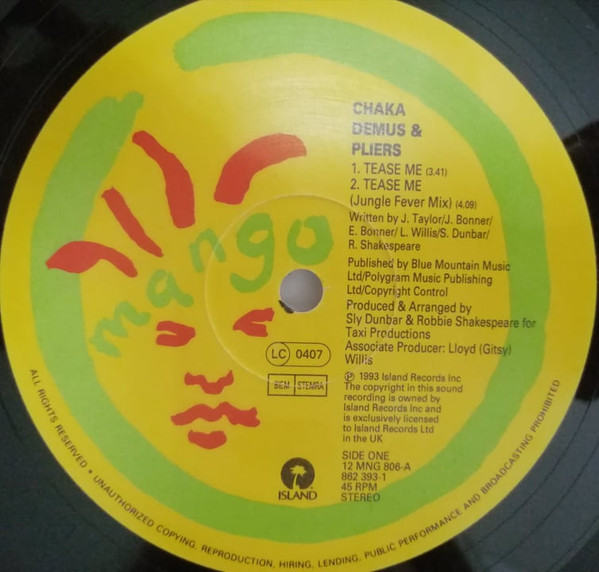 mango
CHAKA
DEMUS &
PLIERS
1. TEASE ME (3.41)
2. TEASE ME
(Jungle Fever Mix) (4.09)
Written by J. Taylor/J. Bonner/
E. Bonner/ L. Willis/S. Dunbar/
R. Shakespeare
Published by Blue Mountain Music
Ltd/Polygram Music Publishing
Ltd/Copyright Control
Produced & Arranged by
Sly Dunbar & Robbie Shakespeare for
Taxi Productions
Associate Producer: Lloyd (Gitsy)
Willis
LC 0407
BIEM STEMRA
℗ 1993 Island Records Inc
The copyright in this sound
recording is owned by
Island Records Inc and
is exclusively licensed
to Island Records Ltd
in the UK
SIDE ONE
12 MNG 806-A
862 393-1
45 RPM
STEREO
ISLAND
ALL RIGHTS RESERVED • UNAUTHORIZED COPYING, REPRODUCTION, HIRING, LENDING, PUBLIC PERFORMANCE AND BROADCASTING PROHIBITED